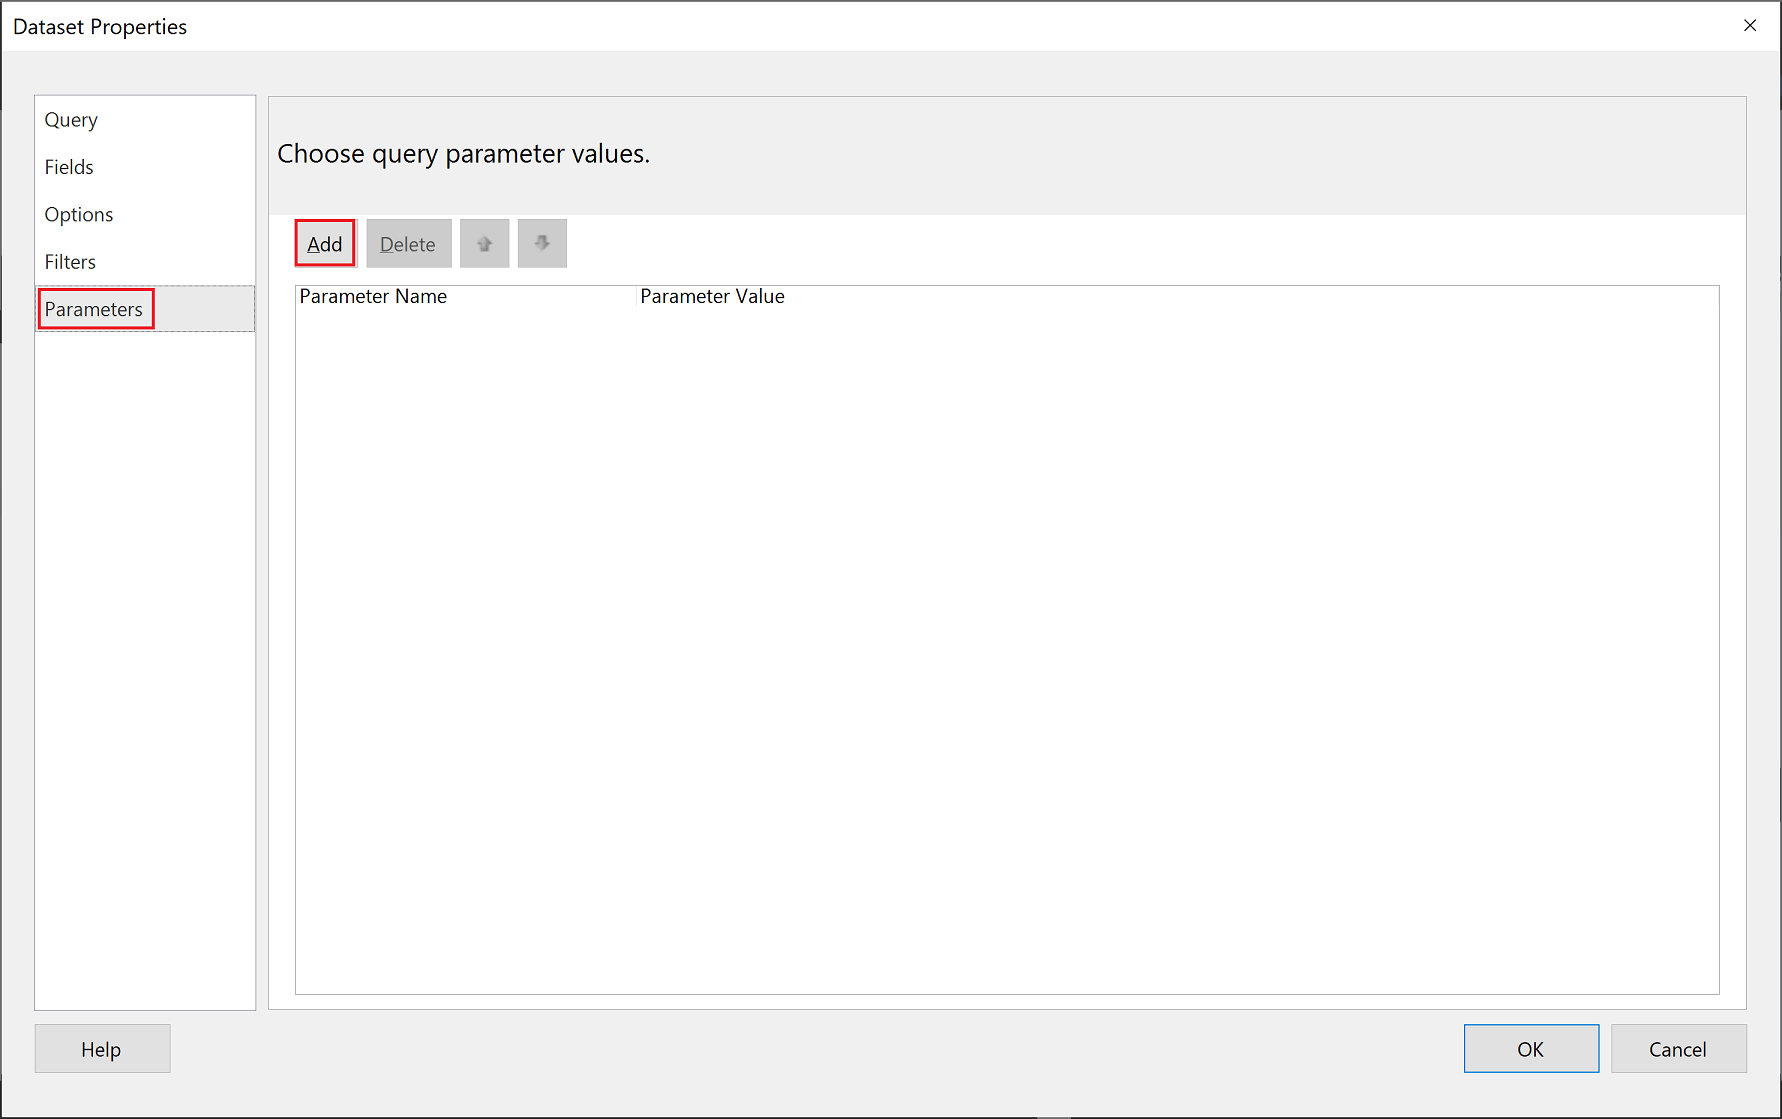 Dataset Properties
Query
Fields
Options
Filters
Parameters
Choose query parameter values.
Add Delete
Parameter Name Parameter Value
Help OK Cancel